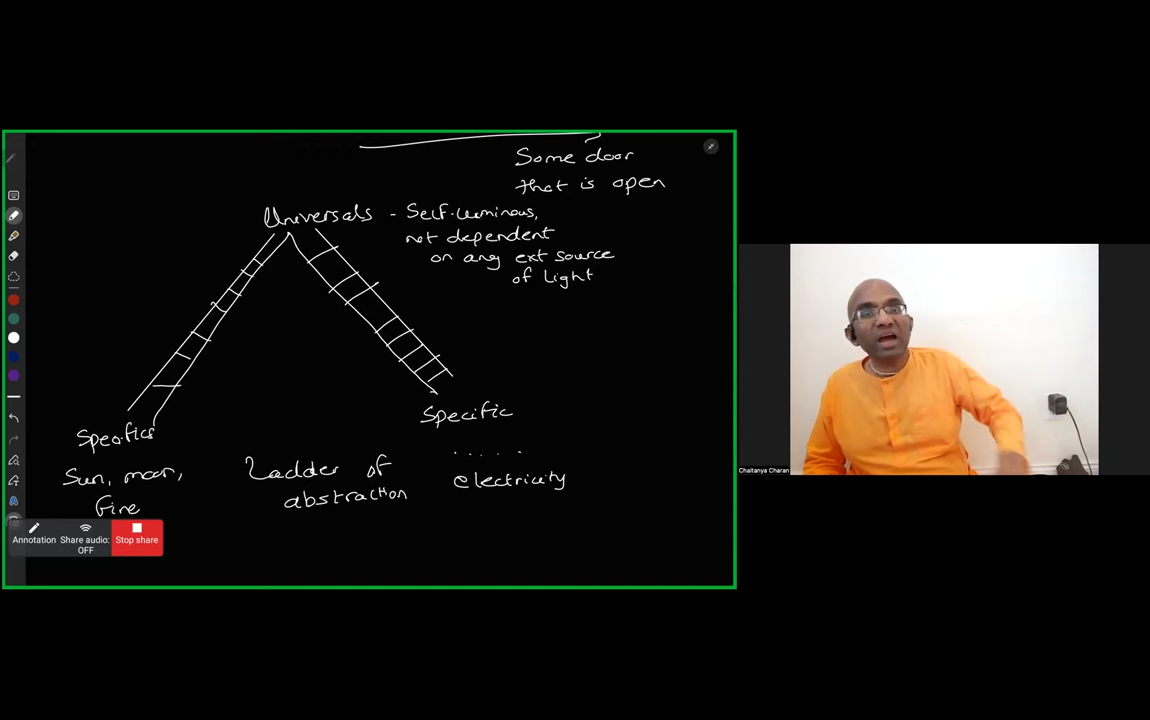 Some door
that is open
Universals - Self-luminous,
not dependent
on any ext source
of light
Specifics
Sun, moon,
fire
Ladder of
abstraction
Specific
. . . . .
electricity
Annotation
Share audio:
OFF
Stop share
Chaitanya Charan